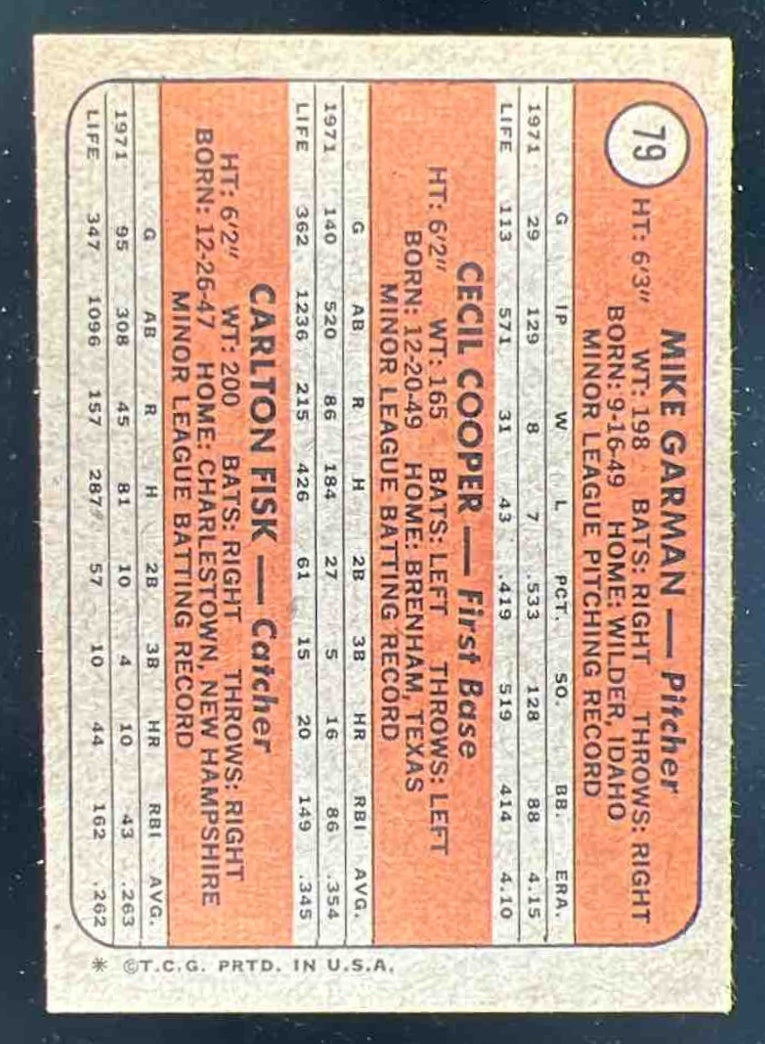 79
MIKE GARMAN — Pitcher
HT: 6'3" WT: 198 BATS: RIGHT THROWS: RIGHT
BORN: 9-16-49 HOME: WILDER, IDAHO
MINOR LEAGUE PITCHING RECORD
G IP W L PCT. SO. BB. ERA.
1971 29 129 8 7 .533 128 88 4.15
LIFE 113 571 31 43 .419 519 414 4.10
CECIL COOPER — First Base
HT: 6'2" WT: 165 BATS: LEFT THROWS: LEFT
BORN: 12-20-49 HOME: BRENHAM, TEXAS
MINOR LEAGUE BATTING RECORD
G AB R H 2B 3B HR RBI AVG.
1971 140 520 86 184 27 5 16 86 .354
LIFE 362 1236 215 426 61 15 20 149 .345
CARLTON FISK — Catcher
HT: 6'2" WT: 200 BATS: RIGHT THROWS: RIGHT
BORN: 12-26-47 HOME: CHARLESTOWN, NEW HAMPSHIRE
MINOR LEAGUE BATTING RECORD
G AB R H 2B 3B HR RBI AVG.
1971 95 308 45 81 10 4 10 43 .263
LIFE 347 1096 157 287 57 10 44 162 .262
* ©T.C.G. PRTD. IN U.S.A.